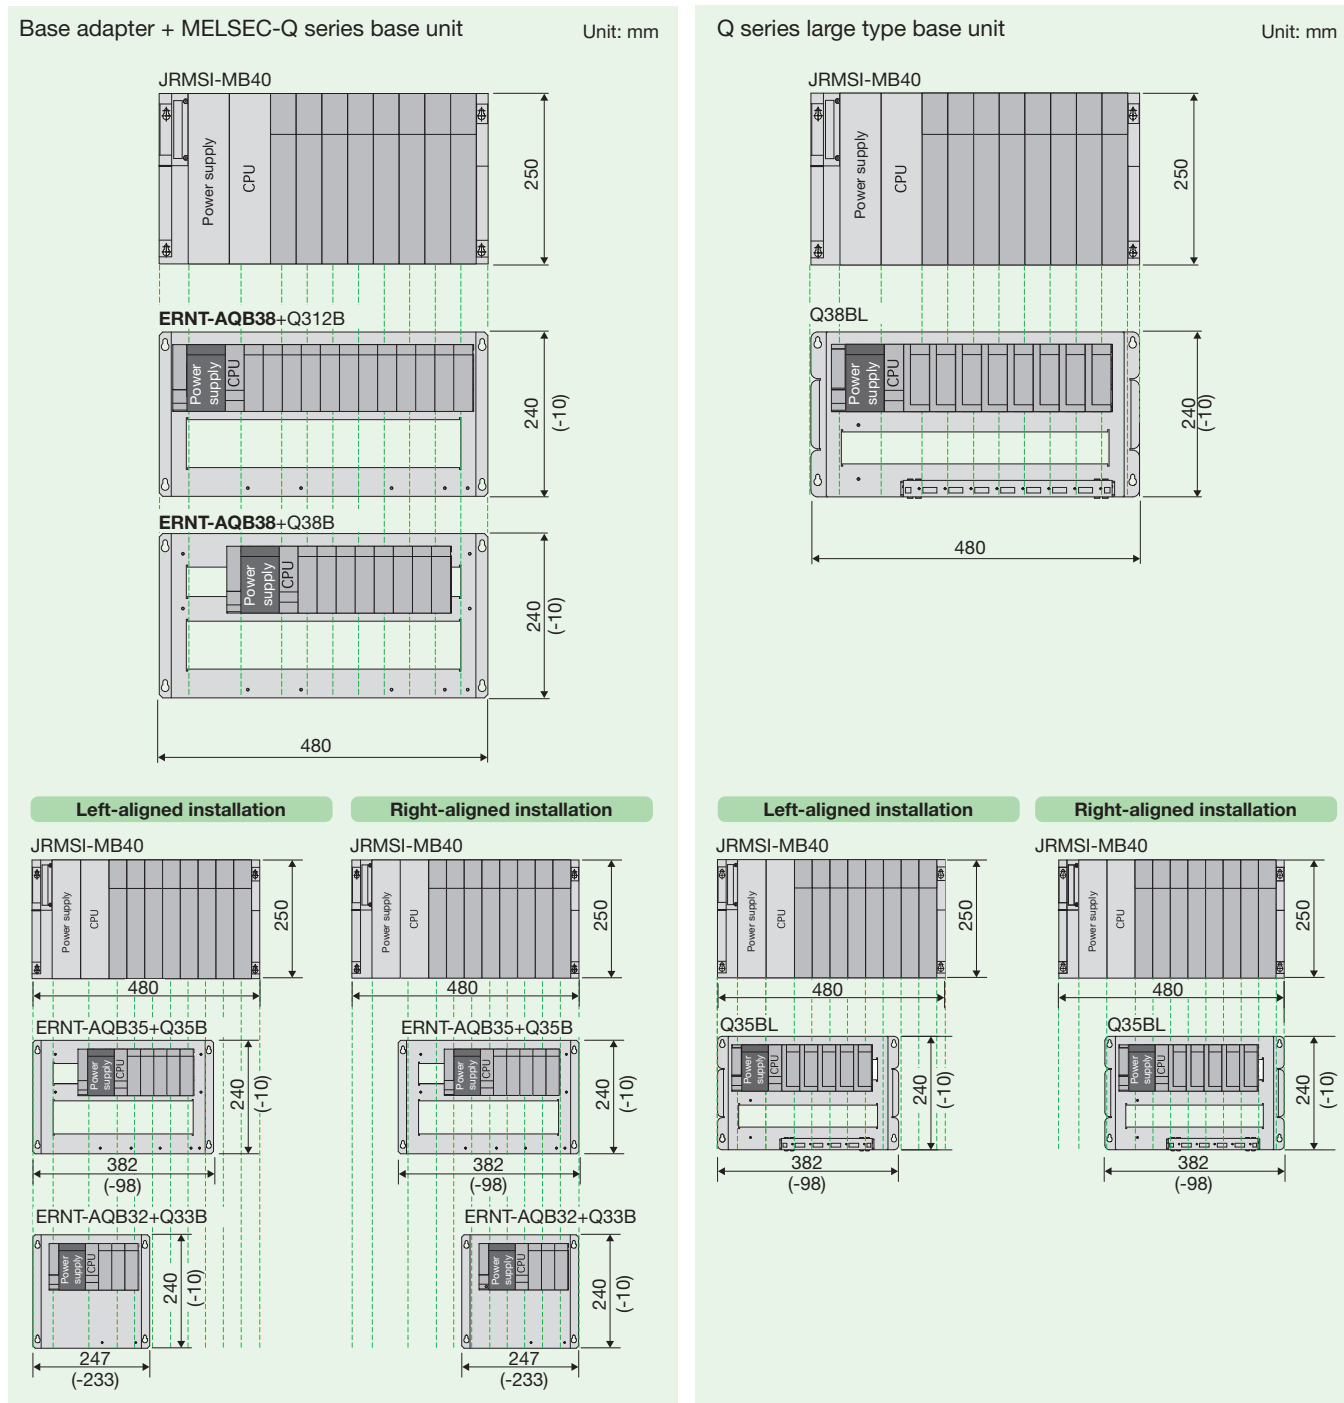 Base adapter + MELSEC-Q series base unit
Unit: mm
JRMSI-MB40
Power supply
CPU
250
ERNT-AQB38+Q312B
Power supply
CPU
240
(-10)
ERNT-AQB38+Q38B
Power supply
CPU
240
(-10)
480
Left-aligned installation
JRMSI-MB40
Power supply
CPU
250
480
ERNT-AQB35+Q35B
Power supply
CPU
240
(-10)
382
(-98)
ERNT-AQB32+Q33B
Power supply
CPU
240
(-10)
247
(-233)
Right-aligned installation
JRMSI-MB40
Power supply
CPU
250
480
ERNT-AQB35+Q35B
Power supply
CPU
240
(-10)
382
(-98)
ERNT-AQB32+Q33B
Power supply
CPU
240
(-10)
247
(-233)
Q series large type base unit
Unit: mm
JRMSI-MB40
Power supply
CPU
250
Q38BL
Power supply
CPU
240
(-10)
480
Left-aligned installation
JRMSI-MB40
Power supply
CPU
250
480
Q35BL
Power supply
CPU
240
(-10)
382
(-98)
Right-aligned installation
JRMSI-MB40
Power supply
CPU
250
480
Q35BL
Power supply
CPU
240
(-10)
382
(-98)